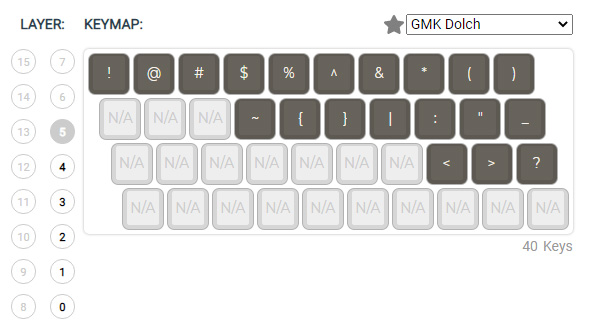 LAYER: KEYMAP: GMK Dolch
15 7 ! @ # $ % ^ & * ( )
14 6 N/A N/A N/A ~ { } | : " _
13 5
12 4 N/A N/A N/A N/A N/A N/A N/A < > ?
11 3 N/A N/A N/A N/A N/A N/A N/A N/A N/A N/A
10 2
40 Keys
9 1
8 0